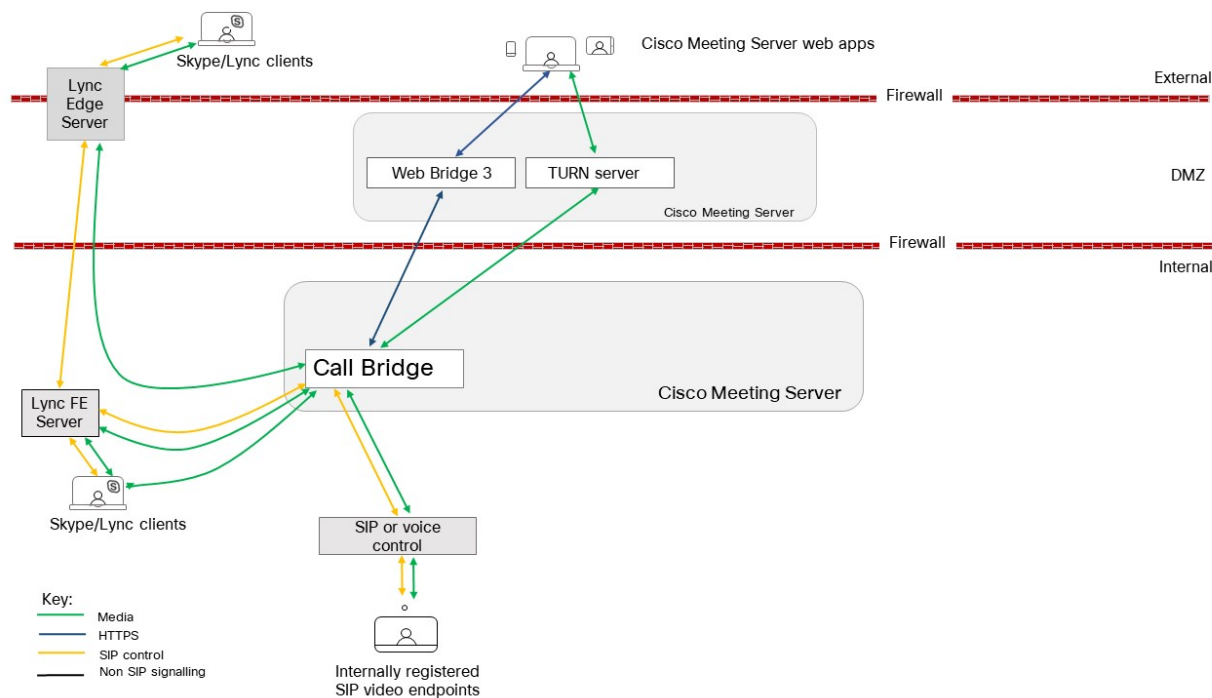 Skype/Lync clients
Cisco Meeting Server web apps
Lync
Edge
Server
External
Firewall
Web Bridge 3
TURN server
DMZ
Cisco Meeting Server
Firewall
Internal
Call Bridge
Cisco Meeting Server
Lync FE
Server
Skype/Lync clients
SIP or voice
control
Key:
Media
HTTPS
SIP control
Non SIP signalling
Internally registered
SIP video endpoints